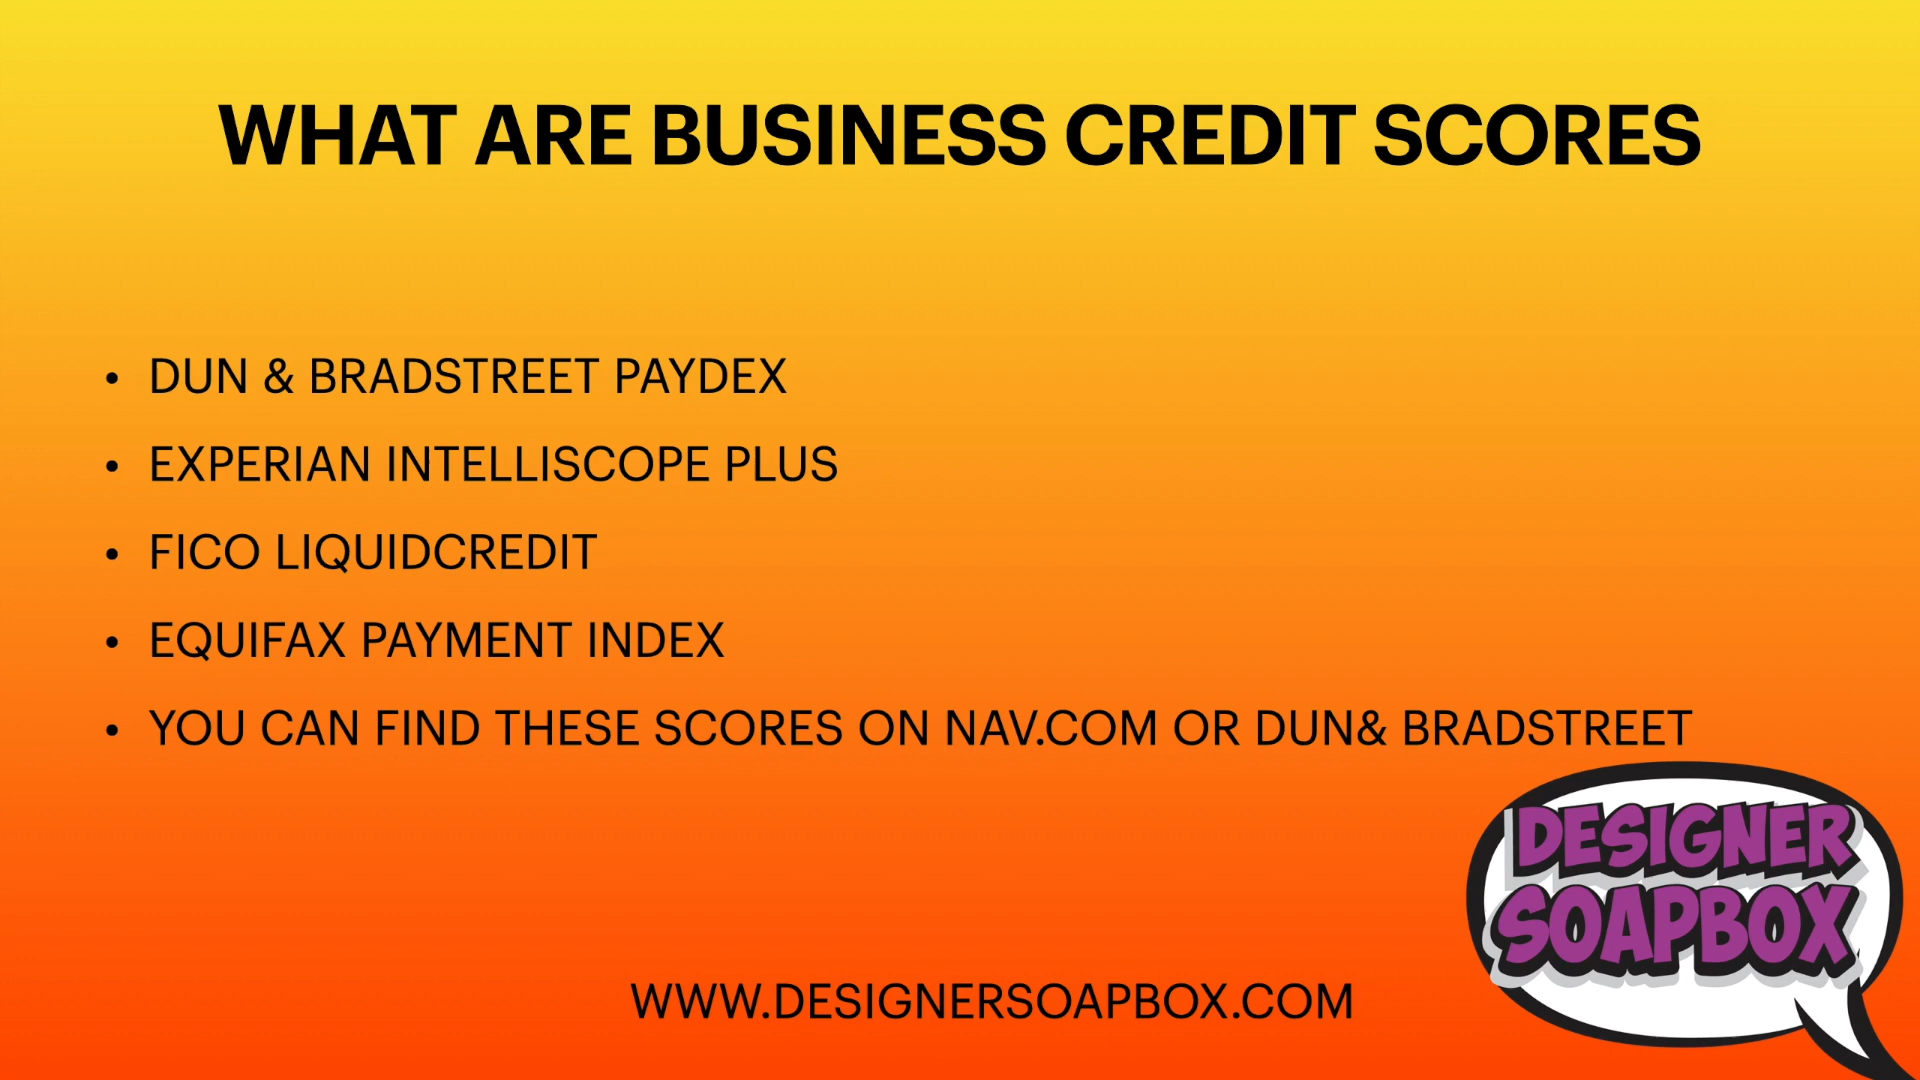 WHAT ARE BUSINESS CREDIT SCORES
• DUN & BRADSTREET PAYDEX
• EXPERIAN INTELLISCOPE PLUS
• FICO LIQUIDCREDIT
• EQUIFAX PAYMENT INDEX
• YOU CAN FIND THESE SCORES ON NAV.COM OR DUN& BRADSTREET
DESIGNER
SOAPBOX
WWW.DESIGNERSOAPBOX.COM